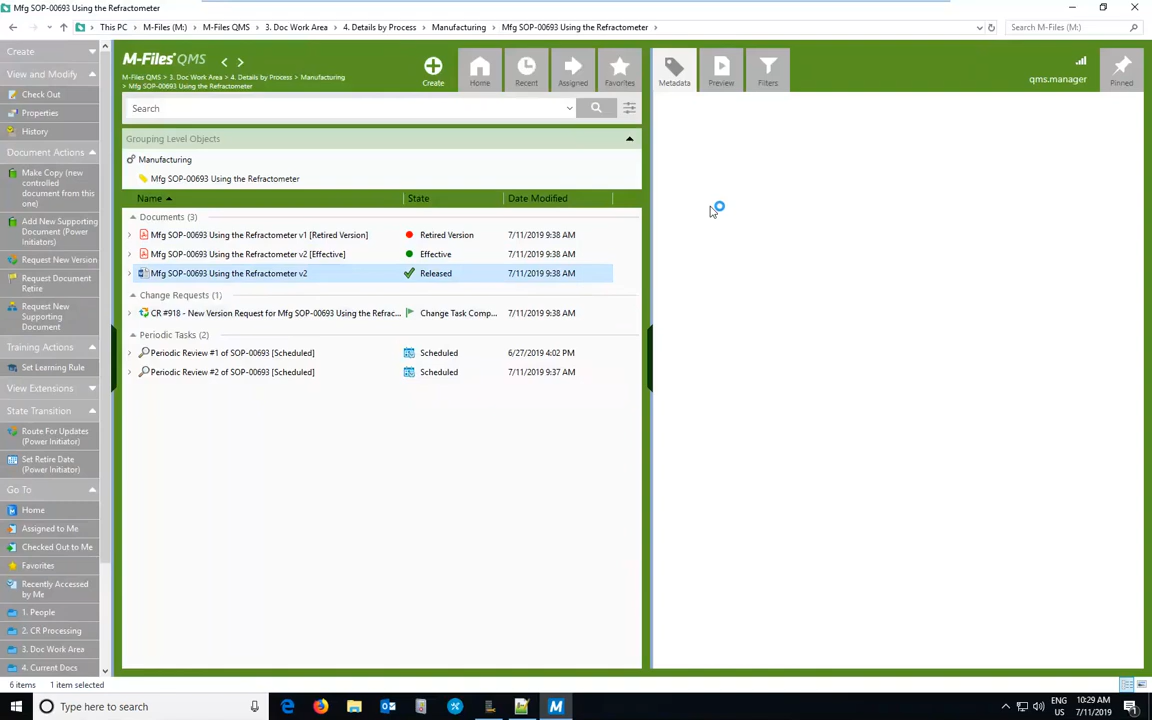 Mfg SOP-00693 Using the Refractometer
This PC › M-Files (M:) › M-Files QMS › 3. Doc Work Area › 4. Details by Process › Manufacturing › Mfg SOP-00693 Using the Refractometer ›
Search M-Files (M:)
Create
View and Modify
Check Out
Properties
History
Document Actions
Make Copy (new
controlled
document from this
one)
Add New Supporting
Document (Power
Initiator)
Request New Version
Request Document
Retire
Request New
Supporting
Document
Training Actions
Set Learning Rule
View Extensions
State Transition
Route For Updates
(Power Initiator)
Set Retire Date
(Power Initiator)
Go To
Home
Assigned to Me
Checked Out to Me
Favorites
Recently Accessed
by Me
1. People
2. CR Processing
3. Doc Work Area
4. Current Docs
M-Files QMS
M-Files QMS > 3. Doc Work Area > 4. Details by Process > Manufacturing
> Mfg SOP-00693 Using the Refractometer
Create
Home
Recent
Assigned
Favorites
Search
Grouping Level Objects
Manufacturing
Mfg SOP-00693 Using the Refractometer
Name State Date Modified
Documents (3)
Mfg SOP-00693 Using the Refractometer v1 [Retired Version] Retired Version 7/11/2019 9:38 AM
Mfg SOP-00693 Using the Refractometer v2 [Effective] Effective 7/11/2019 9:38 AM
Mfg SOP-00693 Using the Refractometer v2 Released 7/11/2019 9:38 AM
Change Requests (1)
CR #918 - New Version Request for Mfg SOP-00693 Using the Refrac... Change Task Comp... 7/11/2019 9:38 AM
Periodic Tasks (2)
Periodic Review #1 of SOP-00693 [Scheduled] Scheduled 6/27/2019 4:02 PM
Periodic Review #2 of SOP-00693 [Scheduled] Scheduled 7/11/2019 9:37 AM
Metadata
Preview
Filters
qms.manager
Pinned
6 items 1 item selected
Type here to search
ENG
US
10:29 AM
7/11/2019